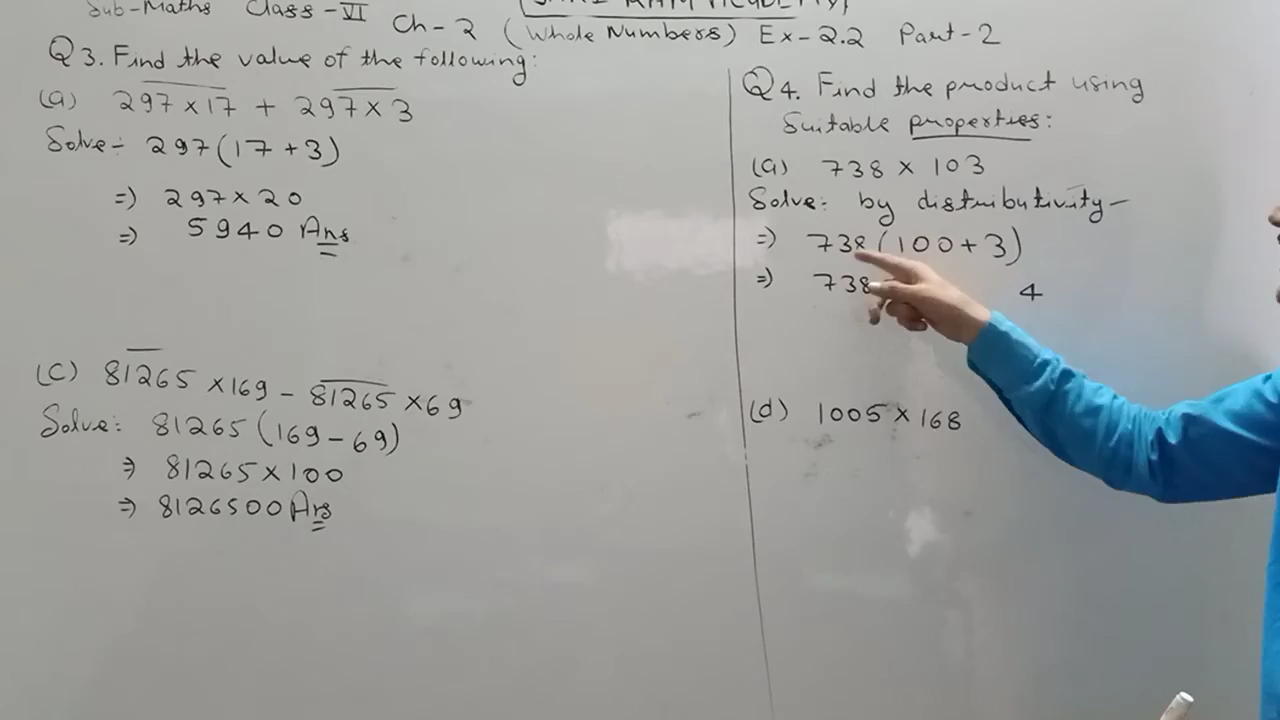 Sub-Maths Class-VI Ch-2 (Whole Numbers) Ex-2.2 Part-2
Q3. Find the value of the following:
(a) 297×17 + 297×3
Solve- 297(17+3)
=) 297×20
=) 5940 Ans
(c) 81265×169 - 81265×69
Solve: 81265(169-69)
⇒ 81265×100
⇒ 8126500 Ans
Q4. Find the product using
Suitable properties:
(a) 738 × 103
Solve: by distributivity-
=) 738(100+3)
=) 738 4
(d) 1005×168